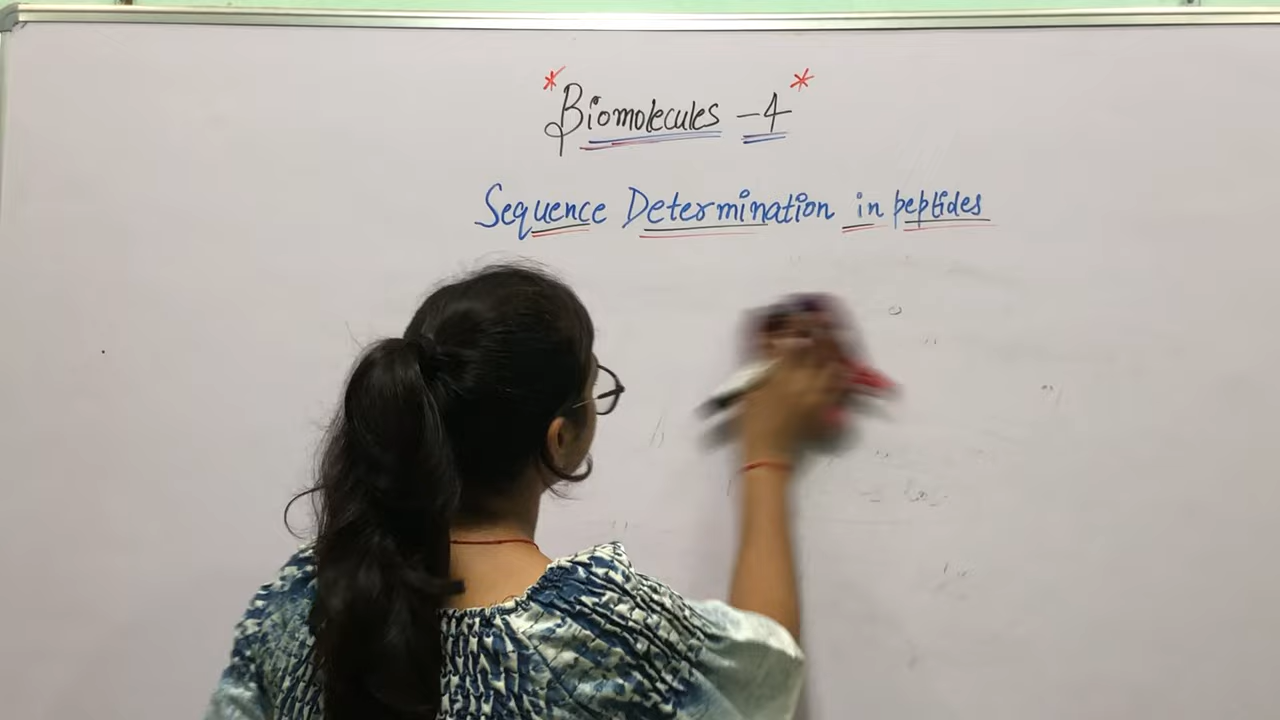 *Biomolecules -4*
Sequence Determination in peptides